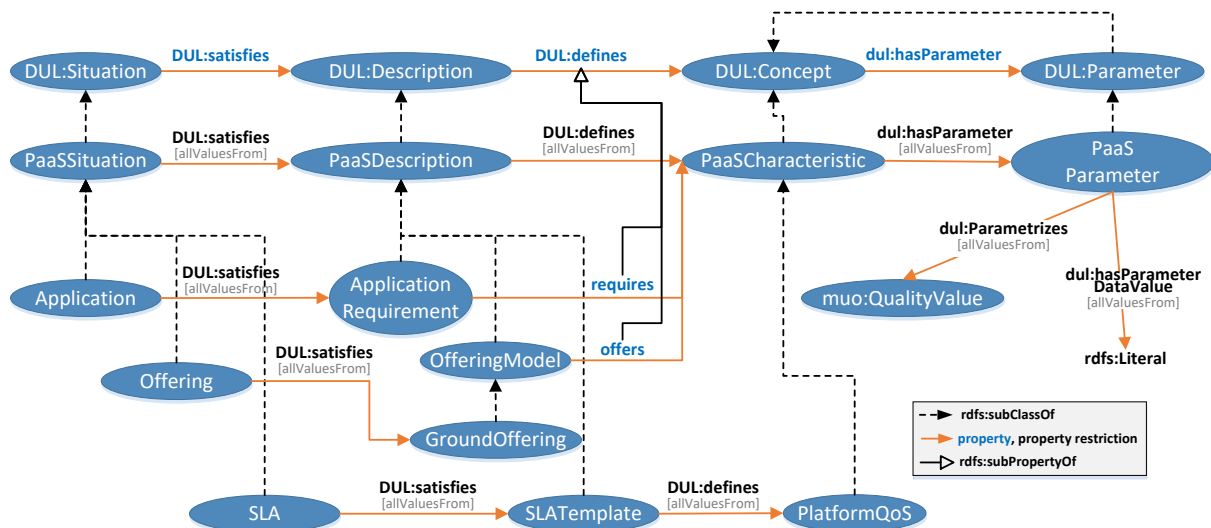 DUL:satisfies
DUL:defines
DUL:Situation
DUL:Description
DUL:Concept
dul:hasParameter
DUL:Parameter
DUL:satisfies
[allValuesFrom]
DUL:defines
[allValuesFrom]
dul:hasParameter
[allValuesFrom]
PaaSSituation
PaaSDescription
PaaSCharacteristic
PaaS
Parameter
dul:Parametrizes
[allValuesFrom]
DUL:satisfies
[allValuesFrom]
Application
Application
Requirement
requires
muo:QualityValue
dul:hasParameter
DataValue
[allValuesFrom]
DUL:satisfies
[allValuesFrom]
Offering
OfferingModel
offers
rdfs:Literal
GroundOffering
rdfs:subClassOf
property, property restriction
rdfs:subPropertyOf
DUL:satisfies
[allValuesFrom]
DUL:defines
[allValuesFrom]
SLA
SLATemplate
PlatformQoS